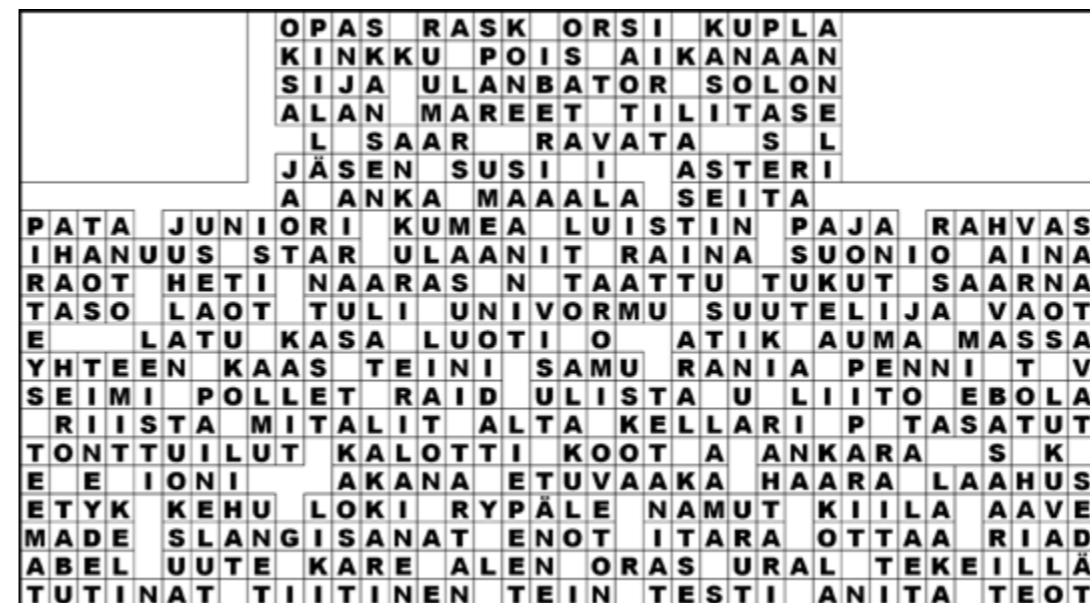 OPAS RASK ORSI KUPLA
KINKKU POIS AIKANAAN
SIJA ULANBATOR SOLON
ALAN MAREET TILITASE
L SAAR RAVATA S L
JÄSEN SUSI I ASTERI
A ANKA MAAALA SEITA
PATA JUNIORI KUMEA LUISTIN PAJA RAHVAS
IHANUUS STAR ULAANIT RAINA SUONIO AINA
RAOT HETI NAARAS N TAATTU TUKUT SAARNA
TASO LAOT TULI UNIVORMU SUUTELIJA VAOT
E LATU KASA LUOTI O ATIK AUMA MASSA
YHTEEN KAAS TEINI SAMU RANIA PENNI T V
SEIMI POLLET RAID ULISTA U LIITO EBOLA
RIISTA MITALIT ALTA KELLARI P TASATUT
TONTTUILUT KALOTTI KOOT A ANKARA S K
E E IONI AKANA ETUVAAKA HAARA LAAHUS
ETYK KEHU LOKI RYPÄLE NAMUT KIILA AAVE
MADE SLANGISANAT ENOT ITARA OTTAA RIAD
ABEL UUTE KARE ALEN ORAS URAL TEKEILLÄ
TUTINAT TIITINEN TEIN TESTI ANITA TEOT